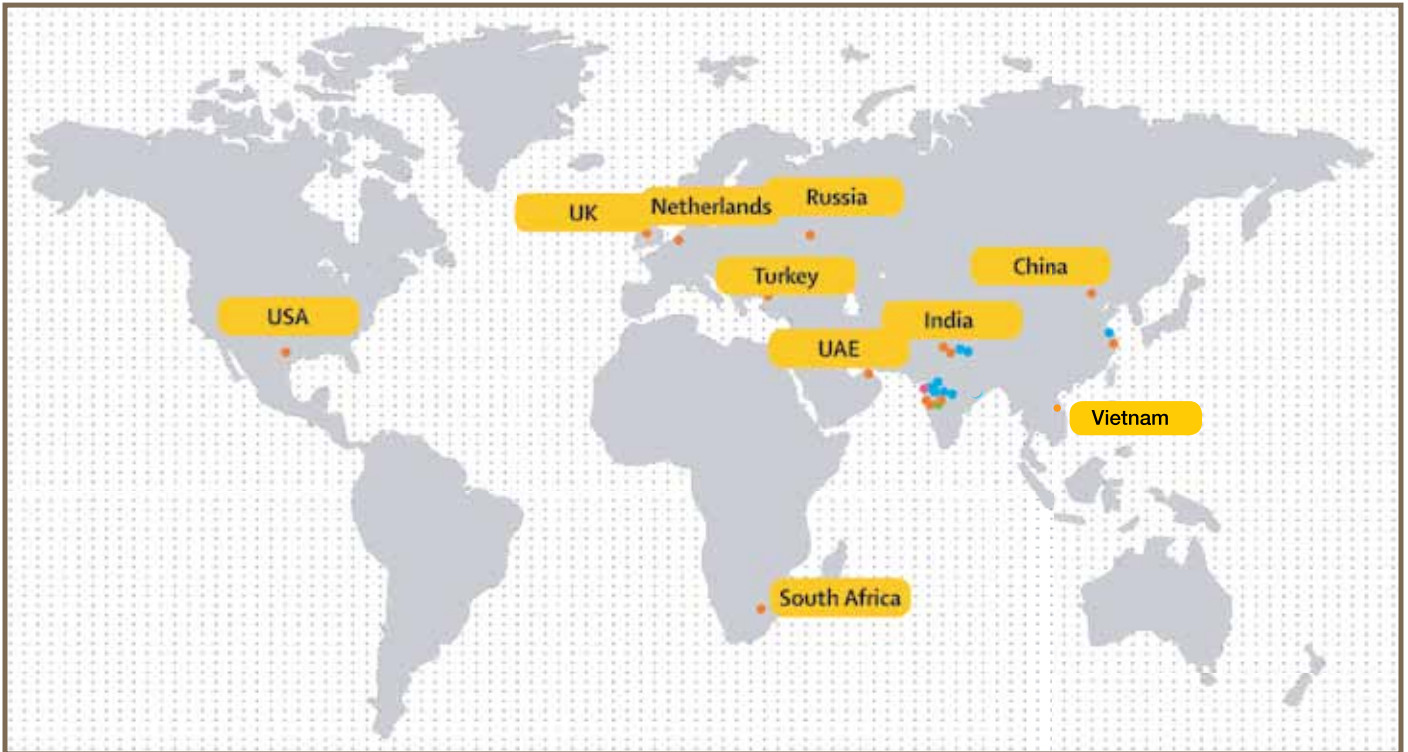 Russia
Netherlands
UK
China
Turkey
USA
India
UAE
Vietnam
South Africa